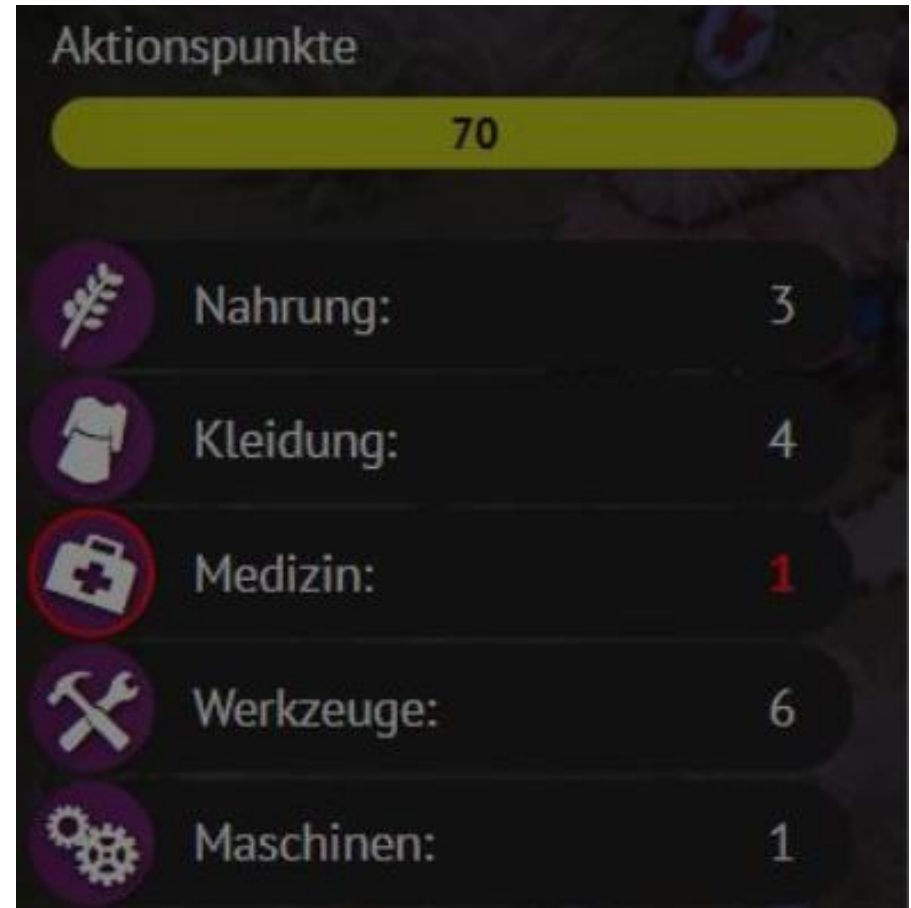 Aktionspunkte
70
Nahrung: 3
Kleidung: 4
Medizin: 1
Werkzeuge: 6
Maschinen: 1